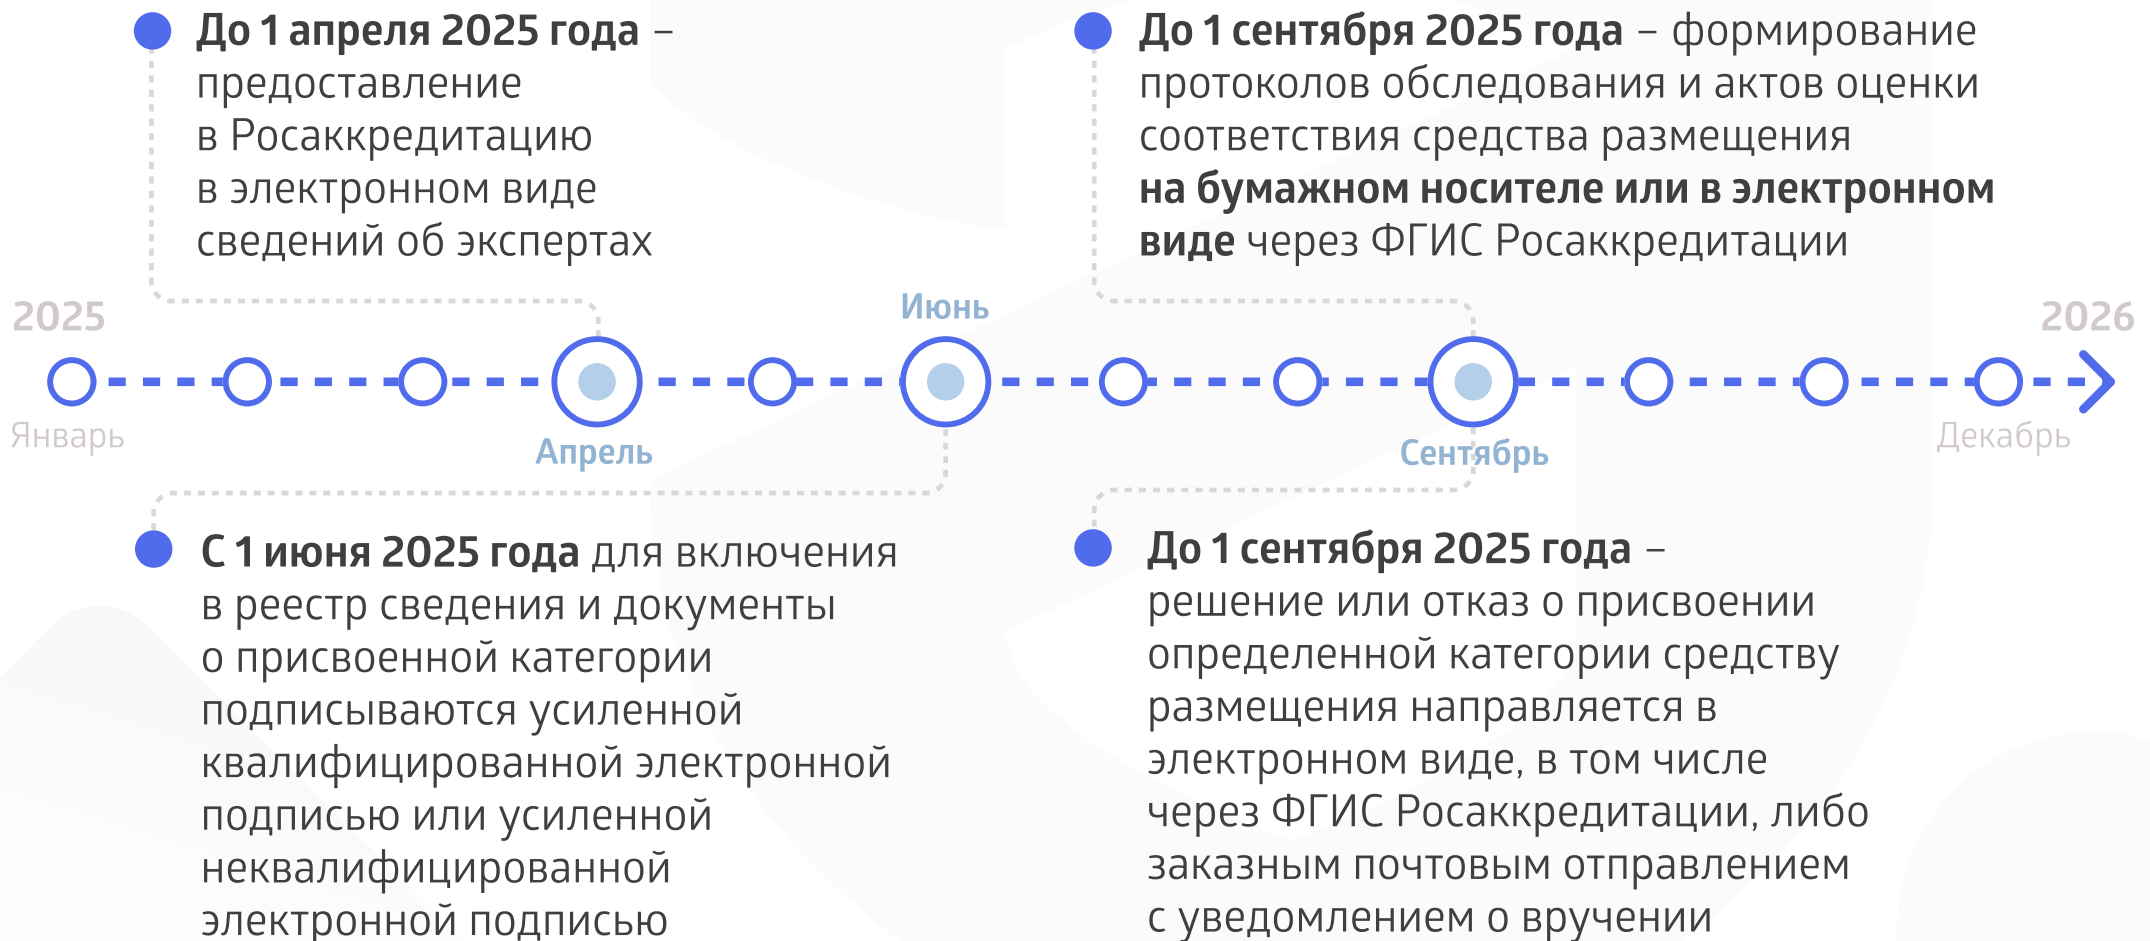 До 1 апреля 2025 года –
предоставление
в Росаккредитацию
в электронном виде
сведений об экспертах
До 1 сентября 2025 года – формирование
протоколов обследования и актов оценки
соответствия средства размещения
на бумажном носителе или в электронном
виде через ФГИС Росаккредитации
2025
Июнь
2026
Январь
Апрель
Сентябрь
Декабрь
С 1 июня 2025 года для включения
в реестр сведения и документы
о присвоенной категории
подписываются усиленной
квалифицированной электронной
подписью или усиленной
неквалифицированной
электронной подписью
До 1 сентября 2025 года –
решение или отказ о присвоении
определенной категории средству
размещения направляется в
электронном виде, в том числе
через ФГИС Росаккредитации, либо
заказным почтовым отправлением
с уведомлением о вручении